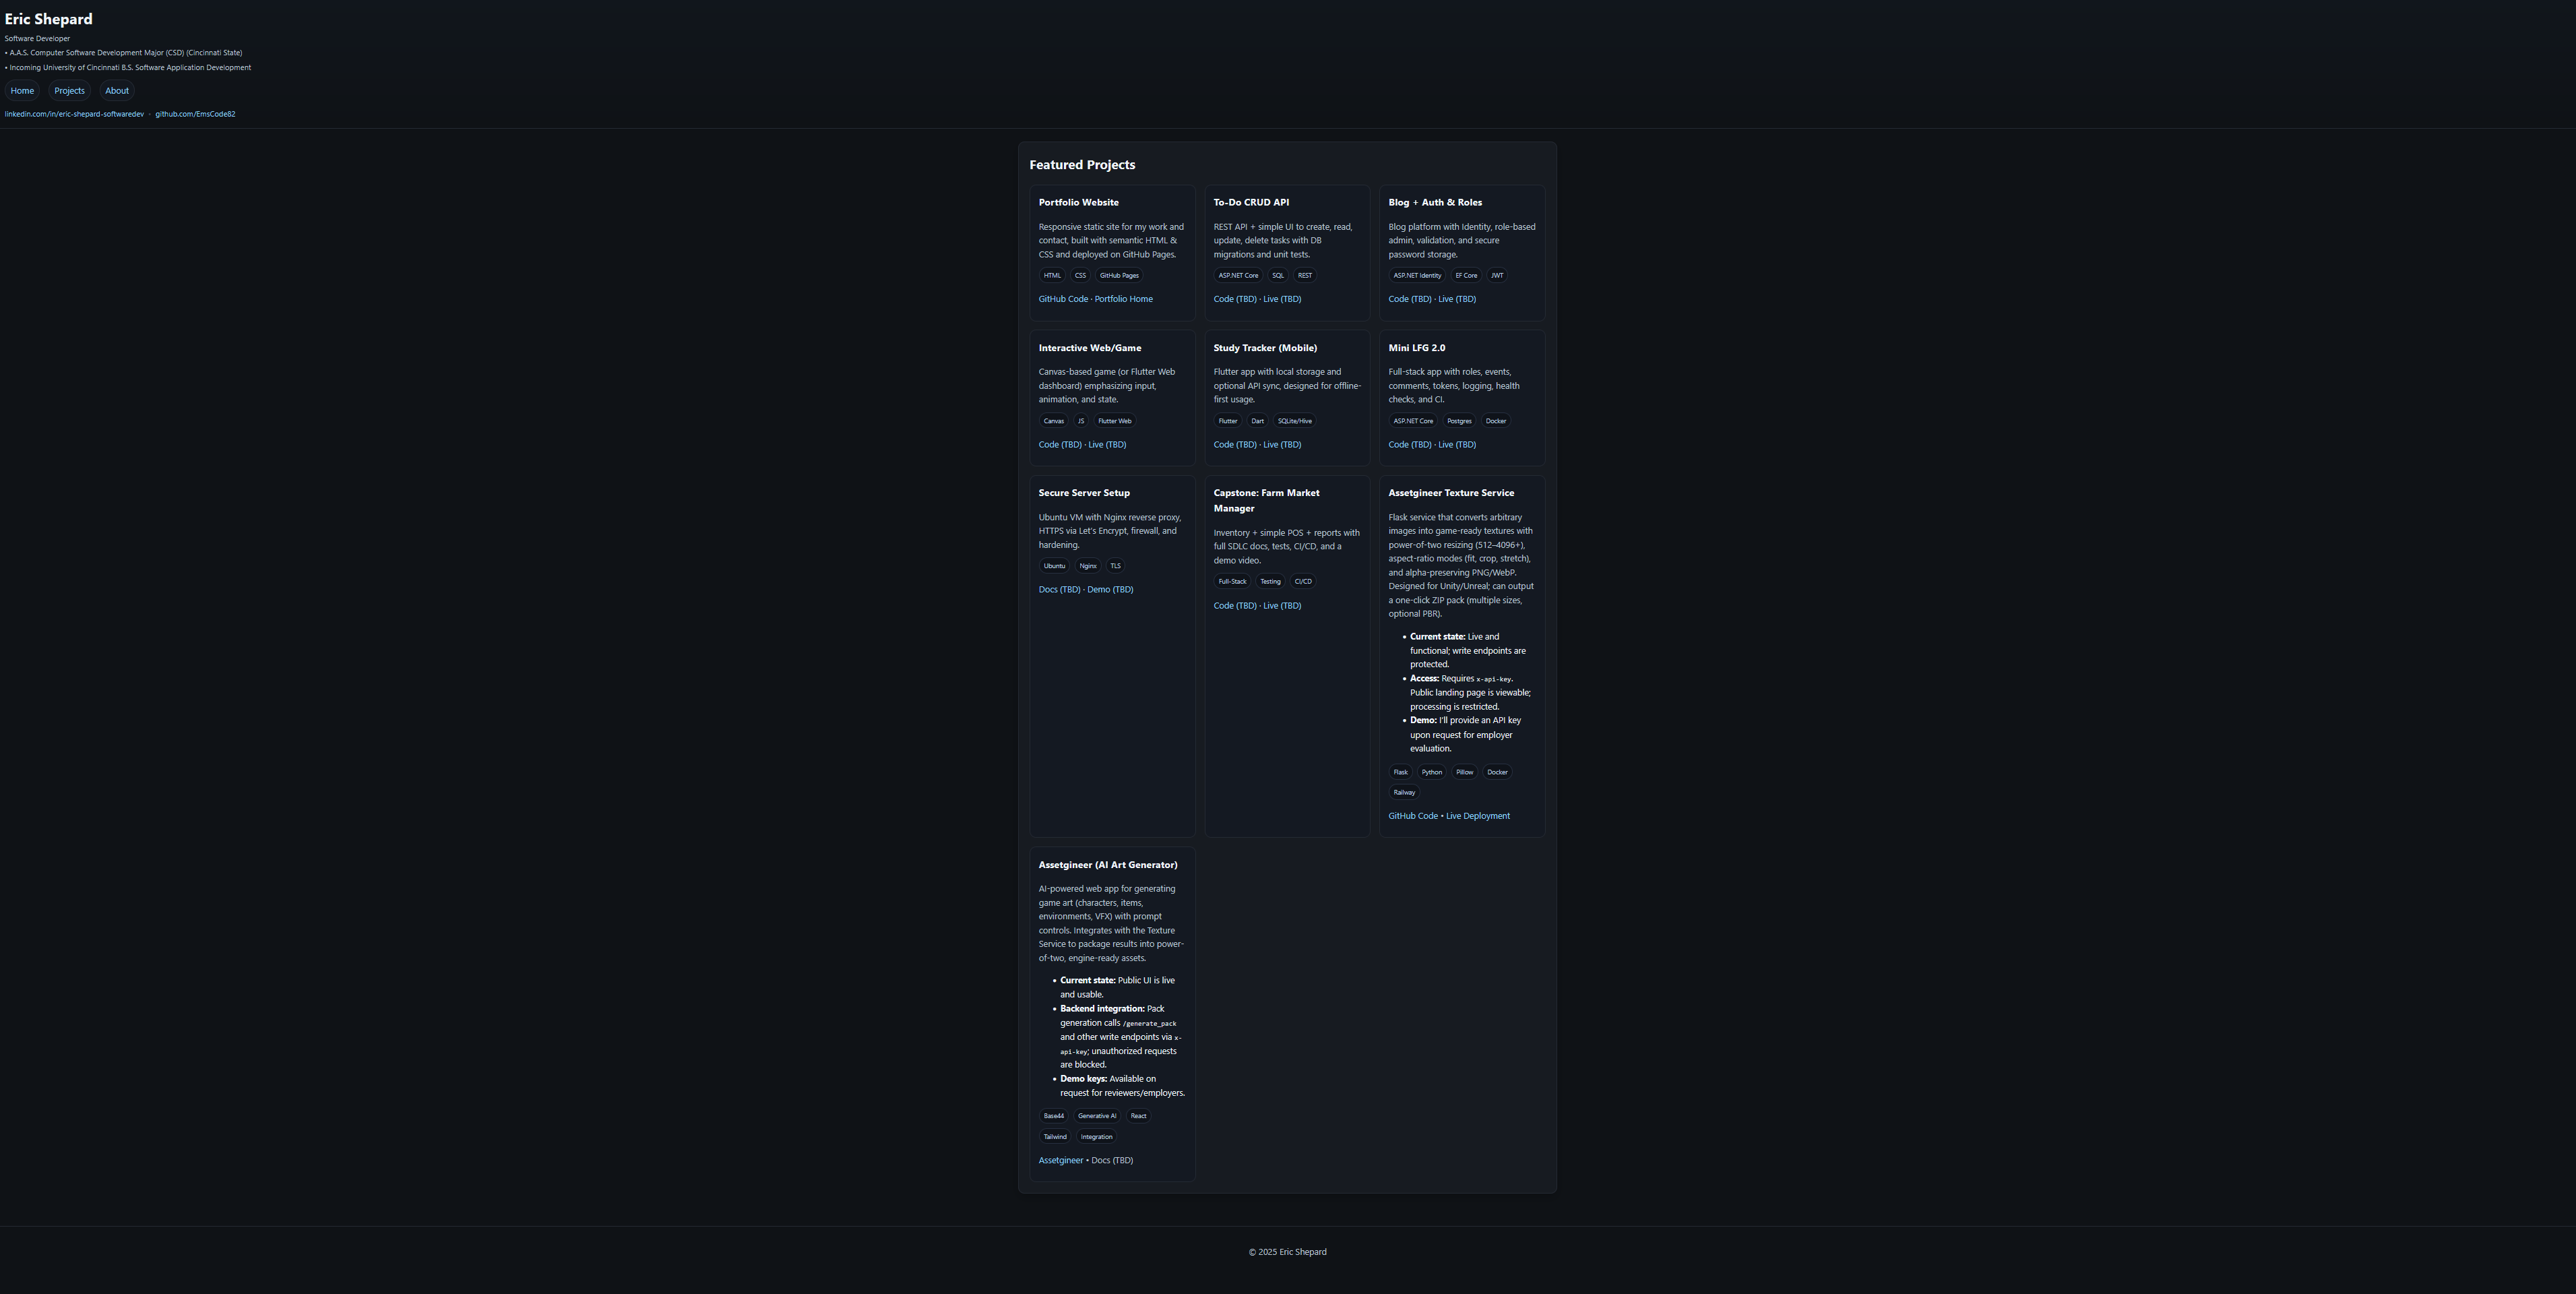 Eric Shepard
Software Developer
• A.A.S. Computer Software Development Major (CSD) (Cincinnati State)
• Incoming University of Cincinnati B.S. Software Application Development
Home Projects About
linkedin.com/in/eric-shepard-softwaredev · github.com/EmsCode82
Featured Projects
Portfolio Website
Responsive static site for my work and
contact, built with semantic HTML &
CSS and deployed on GitHub Pages.
HTML CSS GitHub Pages
GitHub Code · Portfolio Home
To-Do CRUD API
REST API + simple UI to create, read,
update, delete tasks with DB
migrations and unit tests.
ASP.NET Core SQL REST
Code (TBD) · Live (TBD)
Blog + Auth & Roles
Blog platform with Identity, role-based
admin, validation, and secure
password storage.
ASP.NET Identity EF Core JWT
Code (TBD) · Live (TBD)
Interactive Web/Game
Canvas-based game (or Flutter Web
dashboard) emphasizing input,
animation, and state.
Canvas JS Flutter Web
Code (TBD) · Live (TBD)
Study Tracker (Mobile)
Flutter app with local storage and
optional API sync, designed for offline-
first usage.
Flutter Dart SQLite/Hive
Code (TBD) · Live (TBD)
Mini LFG 2.0
Full-stack app with roles, events,
comments, tokens, logging, health
checks, and CI.
ASP.NET Core Postgres Docker
Code (TBD) · Live (TBD)
Secure Server Setup
Ubuntu VM with Nginx reverse proxy,
HTTPS via Let's Encrypt, firewall, and
hardening.
Ubuntu Nginx TLS
Docs (TBD) · Demo (TBD)
Capstone: Farm Market
Manager
Inventory + simple POS + reports with
full SDLC docs, tests, CI/CD, and a
demo video.
Full-Stack Testing CI/CD
Code (TBD) · Live (TBD)
Assetgineer Texture Service
Flask service that converts arbitrary
images into game-ready textures with
power-of-two resizing (512–4096+),
aspect-ratio modes (fit, crop, stretch),
and alpha-preserving PNG/WebP.
Designed for Unity/Unreal; can output
a one-click ZIP pack (multiple sizes,
optional PBR).
• Current state: Live and
functional; write endpoints are
protected.
• Access: Requires x-api-key.
Public landing page is viewable;
processing is restricted.
• Demo: I'll provide an API key
upon request for employer
evaluation.
Flask Python Pillow Docker
Railway
GitHub Code • Live Deployment
Assetgineer (AI Art Generator)
AI-powered web app for generating
game art (characters, items,
environments, VFX) with prompt
controls. Integrates with the Texture
Service to package results into power-
of-two, engine-ready assets.
• Current state: Public UI is live
and usable.
• Backend integration: Pack
generation calls /generate_pack
and other write endpoints via x-
api-key; unauthorized requests
are blocked.
• Demo keys: Available on
request for reviewers/employers.
Base44 Generative AI React
Tailwind Integration
Assetgineer • Docs (TBD)
© 2025 Eric Shepard